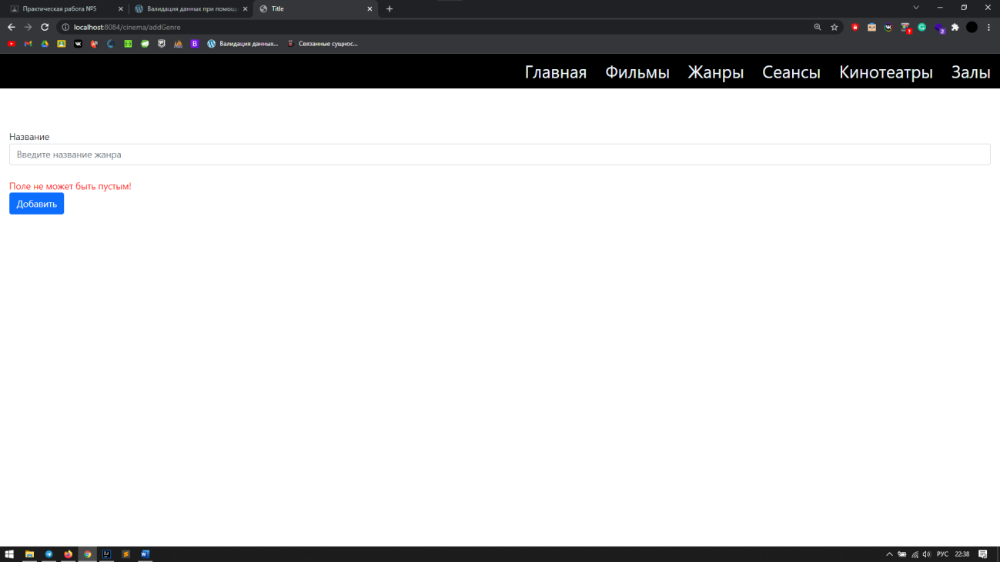 Практическая работа №5
Валидация данных при помощи
Title
localhost:8084/cinema/addGenre
Валидация данных...
Связанные сущнос...
Главная Фильмы Жанры Сеансы Кинотеатры Залы
Название
Введите название жанра
Поле не может быть пустым!
Добавить
РУС 22:38